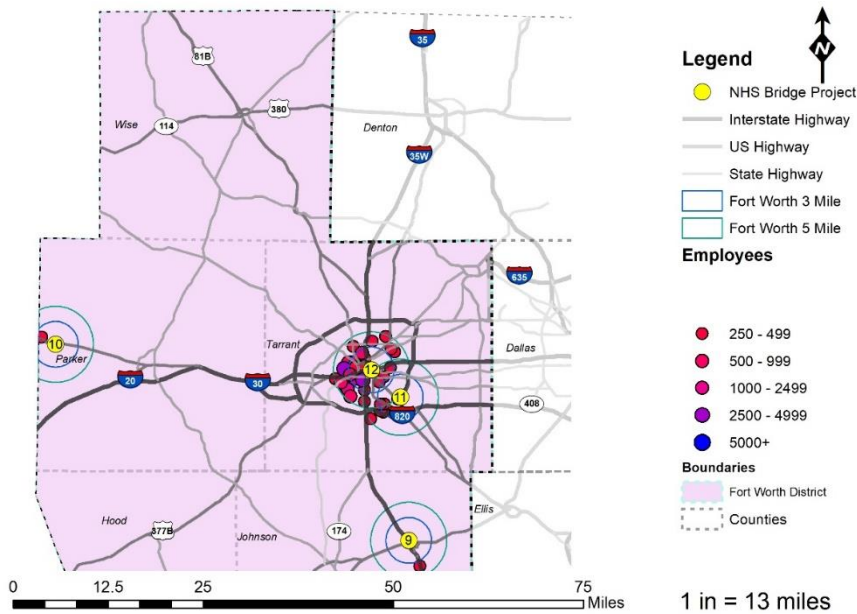 35
81B
380
114
Wise
Denton
35W
635
10
Parker
Tarrant
12
Dallas
20
30
11
820
408
Hood
377B
Johnson
174
9
Ellis
N
Legend
NHS Bridge Project
Interstate Highway
US Highway
State Highway
Fort Worth 3 Mile
Fort Worth 5 Mile
Employees
250 - 499
500 - 999
1000 - 2499
2500 - 4999
5000+
Boundaries
Fort Worth District
Counties
0 12.5 25 50 75
Miles
1 in = 13 miles